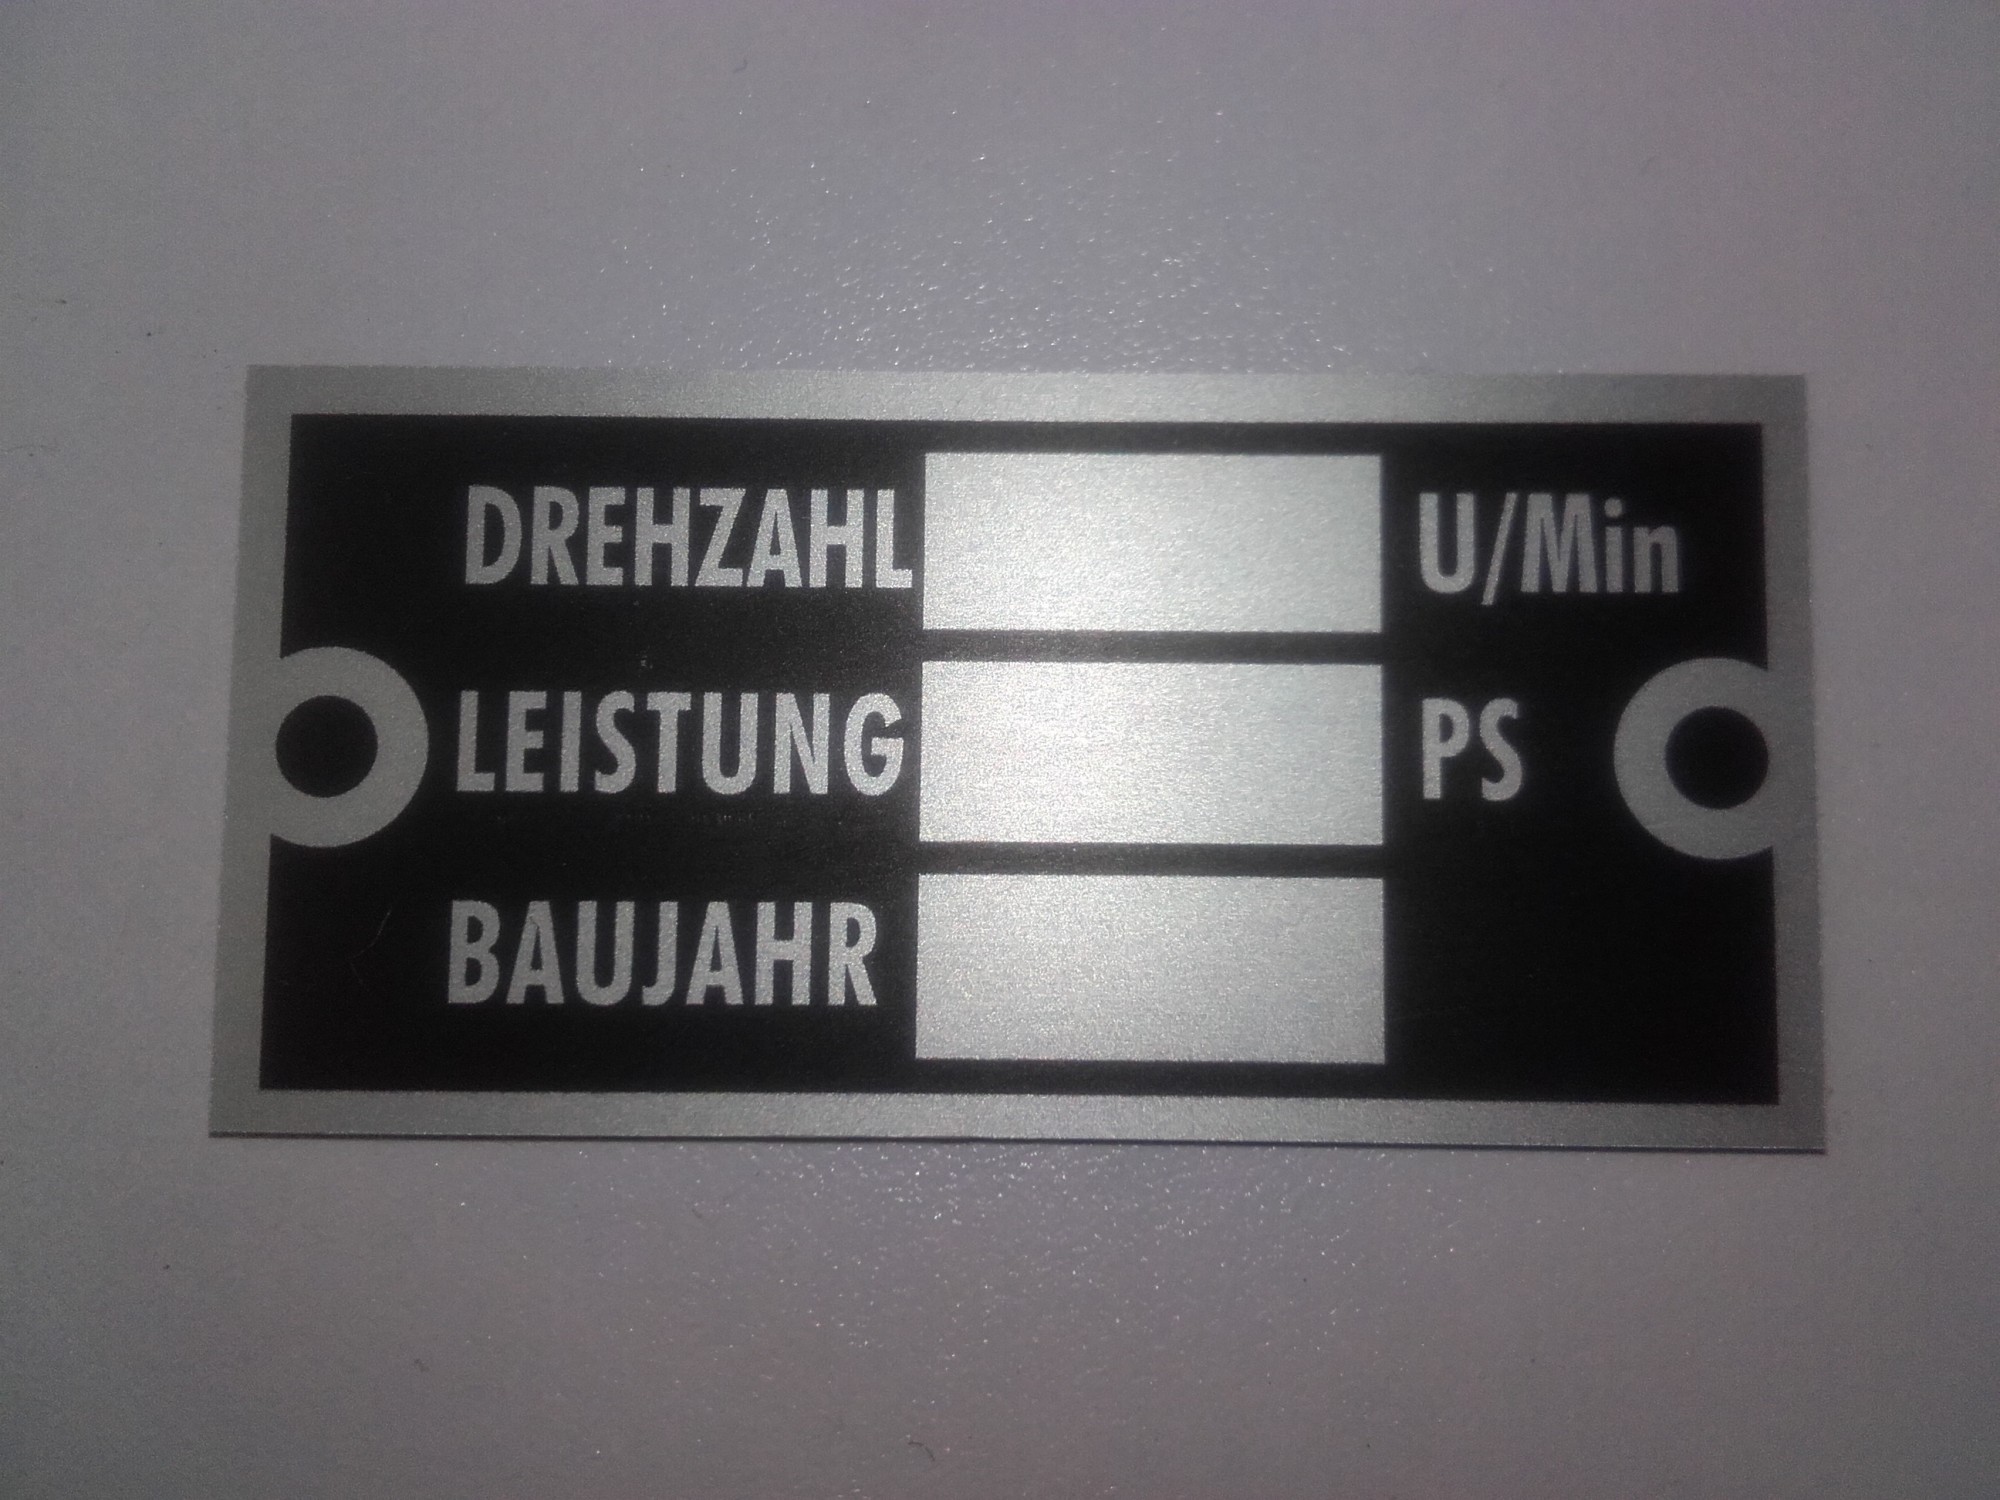 DREHZAHL U/Min
LEISTUNG PS
BAUJAHR